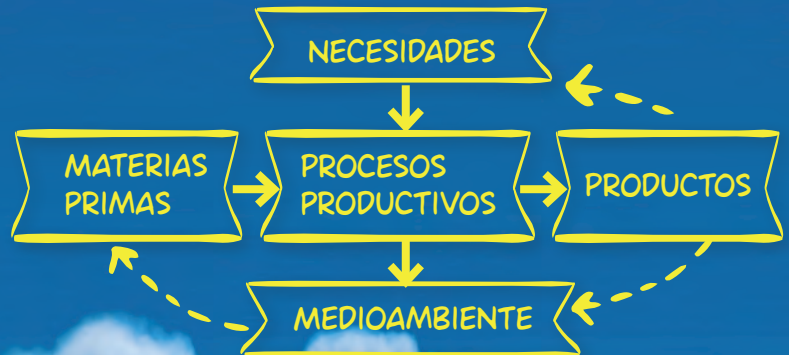 NECESIDADES
MATERIAS
PRIMAS
PROCESOS
PRODUCTIVOS
PRODUCTOS
MEDIOAMBIENTE